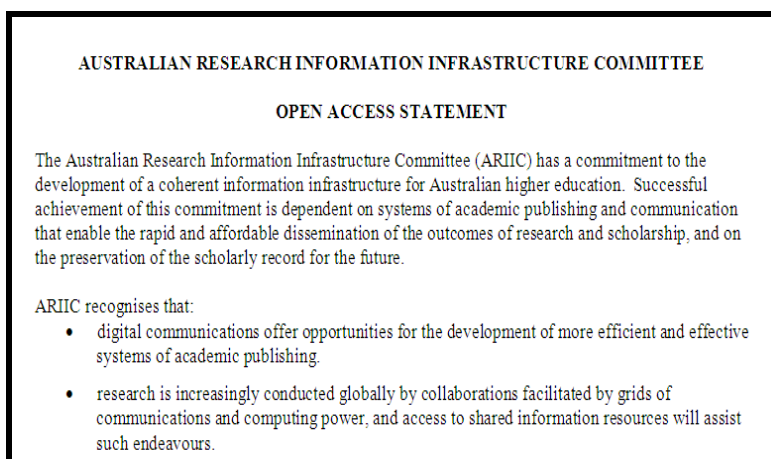 AUSTRALIAN RESEARCH INFORMATION INFRASTRUCTURE COMMITTEE
OPEN ACCESS STATEMENT
The Australian Research Information Infrastructure Committee (ARIIC) has a commitment to the
development of a coherent information infrastructure for Australian higher education. Successful
achievement of this commitment is dependent on systems of academic publishing and communication
that enable the rapid and affordable dissemination of the outcomes of research and scholarship, and on
the preservation of the scholarly record for the future.
ARIIC recognises that:
• digital communications offer opportunities for the development of more efficient and effective
systems of academic publishing.
• research is increasingly conducted globally by collaborations facilitated by grids of
communications and computing power, and access to shared information resources will assist
such endeavours.